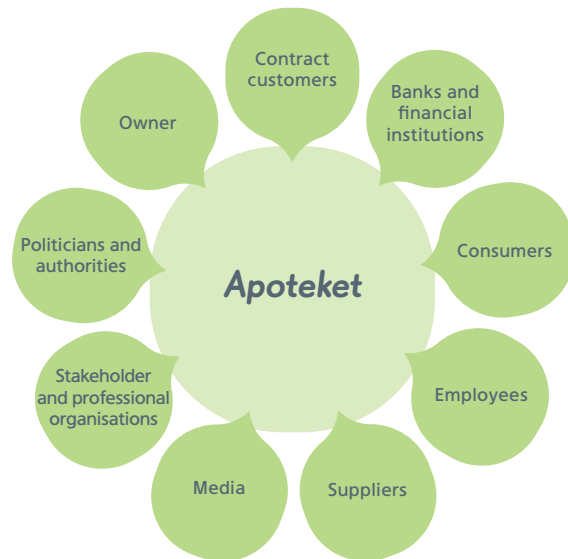 Contract
customers
Banks and
financial
institutions
Owner
Politicians and
authorities
Consumers
Apoteket
Stakeholder
and professional
organisations
Employees
Media
Suppliers